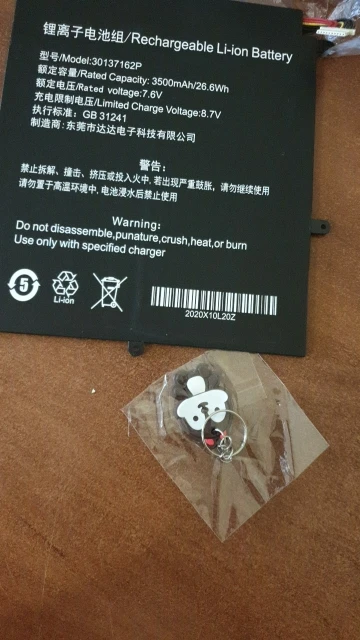 锂离子电池组/Rechargeable Li-ion Battery
型号/Model:30137162P
额定容量/Rated Capacity: 3500mAh/26.6Wh
额定电压/Rated voltage:7.6V
充电限制电压/Limited Charge Voltage:8.7V
执行标准: GB 31241
制造商:东莞市达达电子科技有限公司
警告:
禁止拆解、撞击、挤压或投入火中,若出现严重鼓胀,请勿继续使用
请勿置于高温环境中,电池浸水后禁止使用
Warning:
Do not disassemble,punature,crush,heat,or burn
Use only with specified charger
5
Li-ion
2020X10L20Z